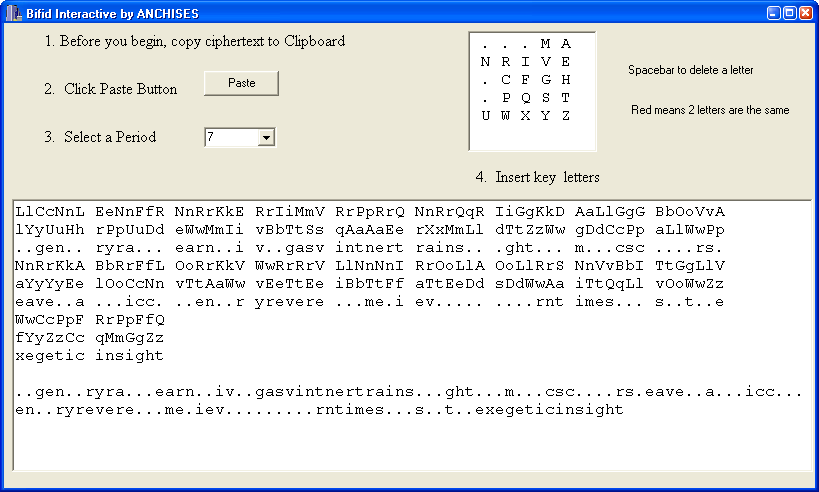 Bifid Interactive by ANCHISES
1. Before you begin, copy ciphertext to Clipboard
2. Click Paste Button
Paste
3. Select a Period
7
. . . M A
N R I V E
. C F G H
. P Q S T
U W X Y Z
Spacebar to delete a letter
Red means 2 letters are the same
4. Insert key letters
LlCcNnL EeNnFfR NnRrKkE RrIiMmV RrPpRrQ NnRrQqR IiGgKkD AaLlGgG BbOoVvA
lYyUuHh rPpUuDd eWwMmIi vBbTtSs qAaAaEe rXxMmLl dTtZzWw gDdCcPp aLlWwPp
..gen.. ryra... earn..i v..gasv intnert rains.. .ght... m...csc ....rs.
NnRrKkA BbRrFfL OoRrKkV WwRrRrV LlNnNnI RrOoLlA OoLlRrS NnVvBbI TtGgLlV
aYyYyEe lOoCcNn vTtAaWw vEeTtEe iBbTtFf aTtEeDd sDdWwAa iTtQqLl vOoWwZz
eave..a ...icc. ..en..r yrevere ...me.i ev..... ....rnt imes... s..t..e
WwCcPpF RrPpFfQ
fYyZzCc qMmGgZz
xegetic insight
..gen..ryra...earn..iv..gasvintnertrains...ght...m...csc....rs.eave..a...icc...
en..ryrevere...me.iev.........rntimes...s..t..exegeticinsight